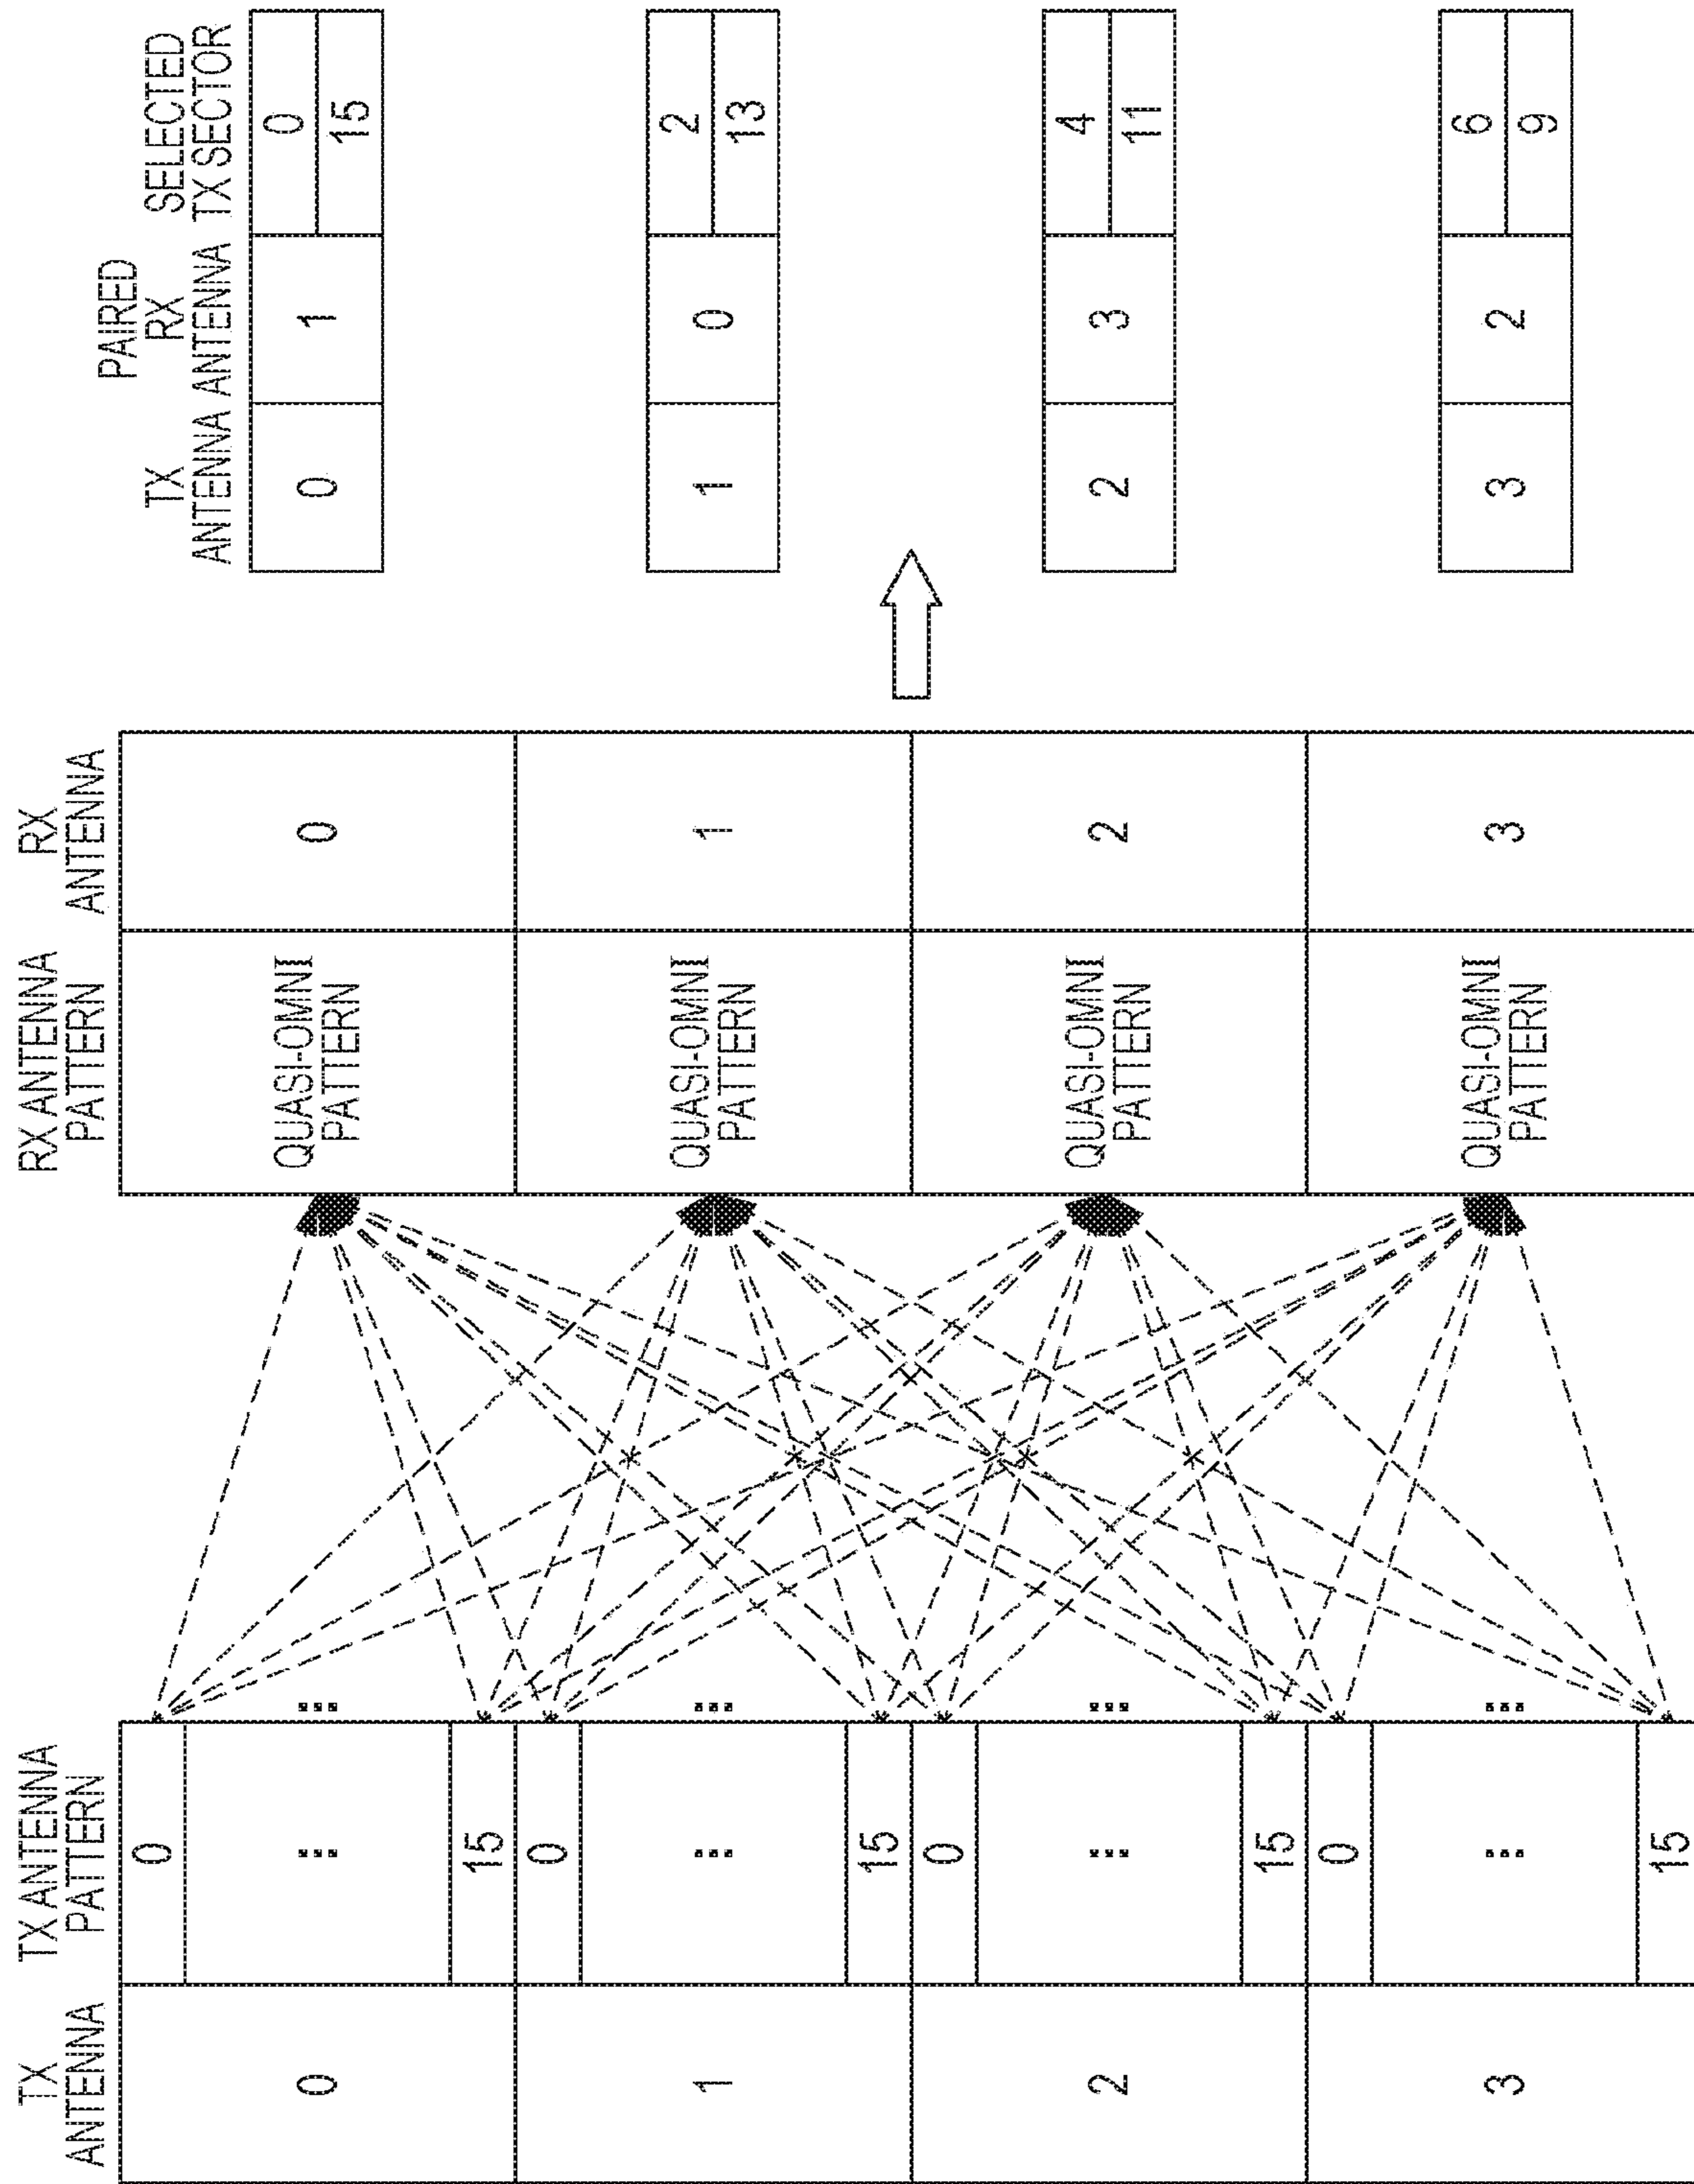 TX
ANTENNA
TX ANTENNA
PATTERN
RX ANTENNA
PATTERN
RX
ANTENNA
TX
ANTENNA
PAIRED
RX
ANTENNA
SELECTED
TX SECTOR
0
0
...
15
...
QUASI-OMNI
PATTERN
0
0
1
0
15
1
0
...
15
...
QUASI-OMNI
PATTERN
1
1
0
2
13
2
0
...
15
...
QUASI-OMNI
PATTERN
2
2
3
4
11
3
0
...
15
...
QUASI-OMNI
PATTERN
3
3
2
6
9